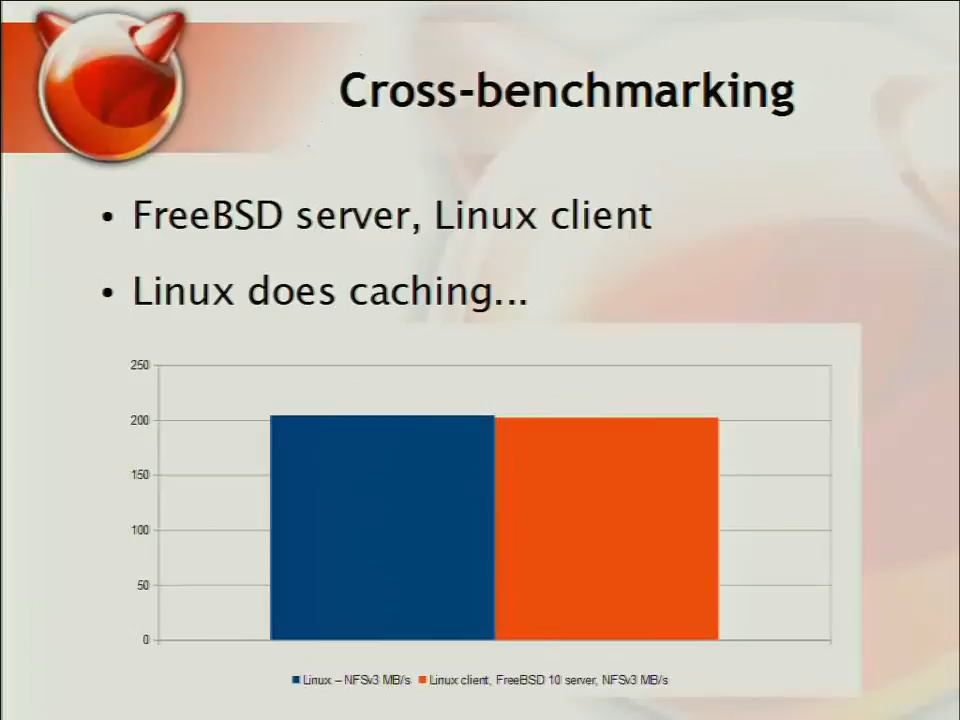 Cross-benchmarking
• FreeBSD server, Linux client
• Linux does caching...
250
200
150
100
50
0
Linux – NFSv3 MB/s Linux client, FreeBSD 10 server, NFSv3 MB/s